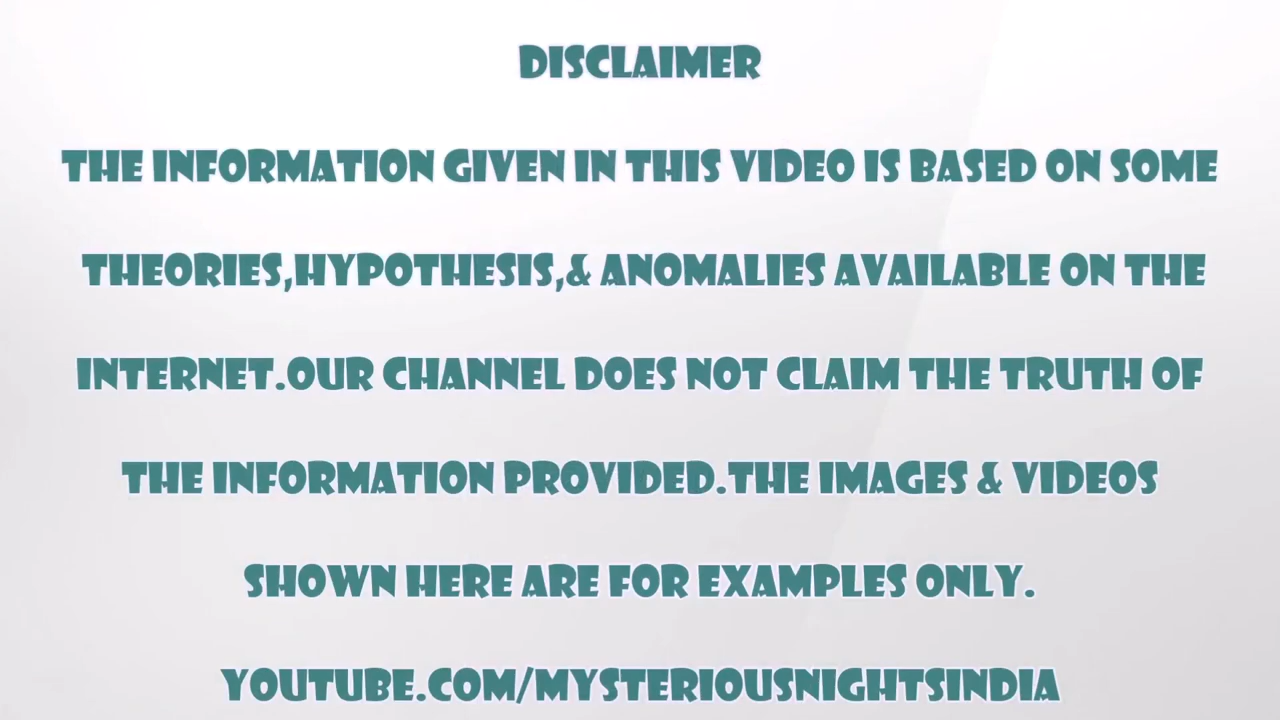 DISCLAIMER
THE INFORMATION GIVEN IN THIS VIDEO IS BASED ON SOME
THEORIES,HYPOTHESIS,& ANOMALIES AVAILABLE ON THE
INTERNET.OUR CHANNEL DOES NOT CLAIM THE TRUTH OF
THE INFORMATION PROVIDED.THE IMAGES & VIDEOS
SHOWN HERE ARE FOR EXAMPLES ONLY.
YOUTUBE.COM/MYSTERIOUSNIGHTSINDIA